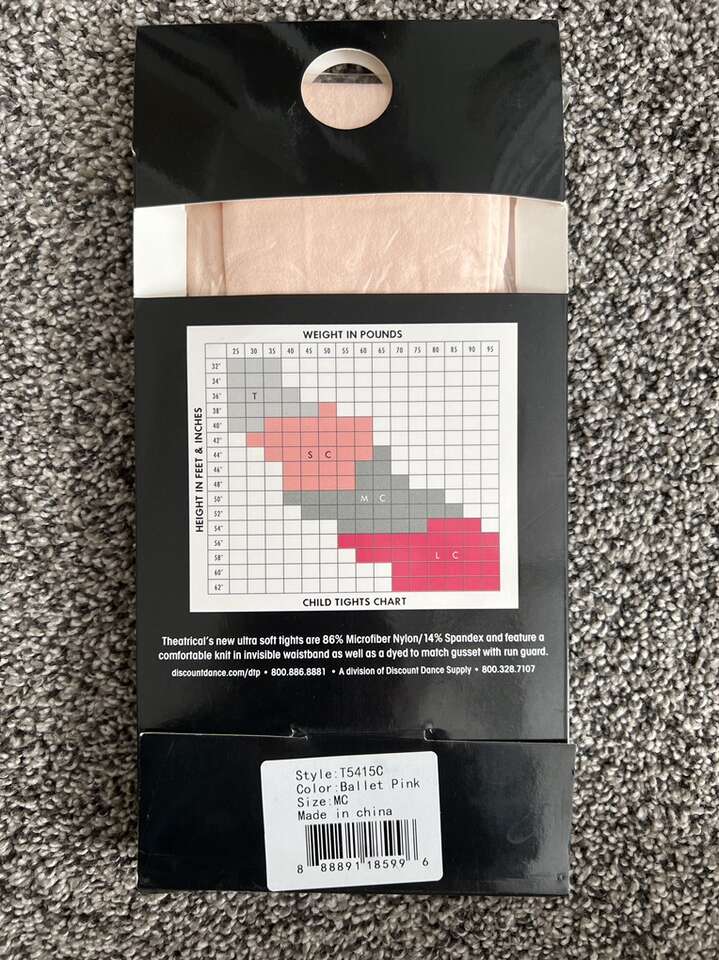 WEIGHT IN POUNDS
25 30 35 40 45 50 55 60 65 70 75 80 85 90 95
HEIGHT IN FEET & INCHES
32"
34"
36" T
38"
40"
42"
44" S C
46"
48"
50" M C
52"
54"
56"
58" L C
60"
62"
CHILD TIGHTS CHART
Theatrical's new ultra soft tights are 86% Microfiber Nylon/14% Spandex and feature a
comfortable knit in invisible waistband as well as a dyed to match gusset with run guard.
discountdance.com/dtp • 800.886.8881 • A division of Discount Dance Supply • 800.328.7107
Style:T5415C
Color:Ballet Pink
Size:MC
Made in china
8 88891 18599 6